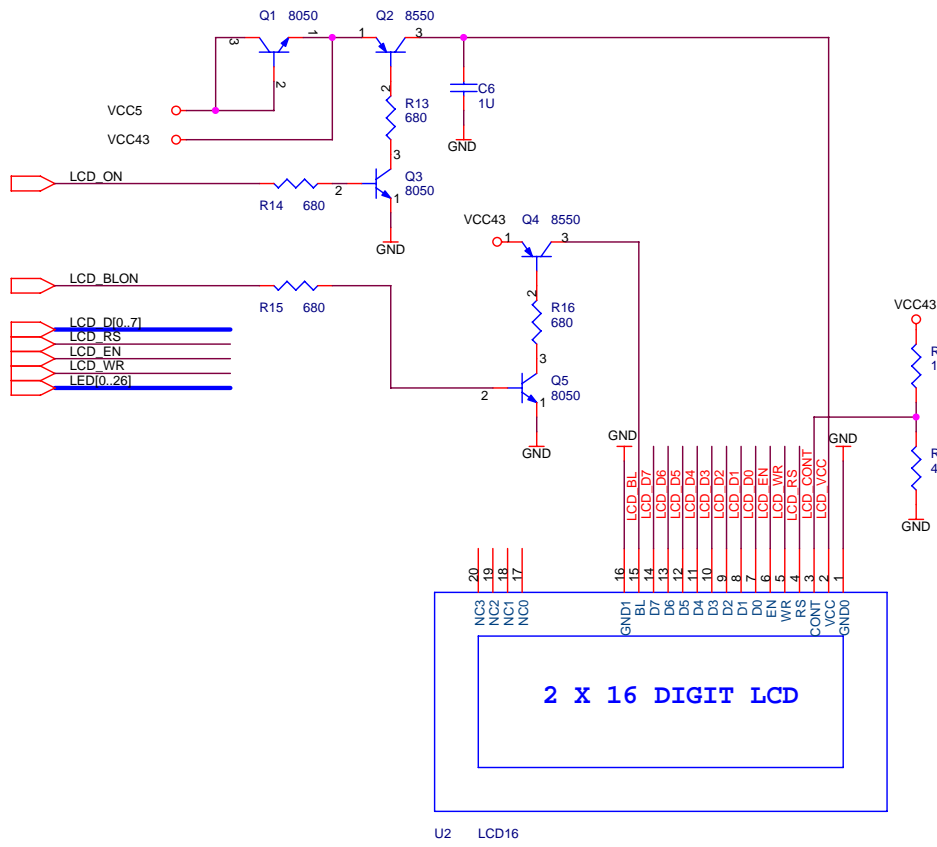 Q1 8050
Q2 8550
3
1
1
3
2
2
VCC5
VCC43
R13
680
C6
1U
GND
LCD_ON
R14 680
2
3
Q3
8050
1
GND
VCC43
Q4 8550
1
3
2
LCD_BLON
R15 680
R16
680
3
Q5
8050
2
1
GND
LCD_D[0..7]
LCD_RS
LCD_EN
LCD_WR
LED[0..26]
VCC43
R
1
R
4
GND
GND
GND
LCD_BL
LCD_D7
LCD_D6
LCD_D5
LCD_D4
LCD_D3
LCD_D2
LCD_D1
LCD_D0
LCD_EN
LCD_WR
LCD_RS
LCD_CONT
LCD_VCC
20 19 18 17 16 15 14 13 12 11 10 9 8 7 6 5 4 3 2 1
NC3 NC2 NC1 NC0 GND1 BL D7 D6 D5 D4 D3 D2 D1 D0 EN WR RS CONT VCC GND0
2 X 16 DIGIT LCD
U2 LCD16